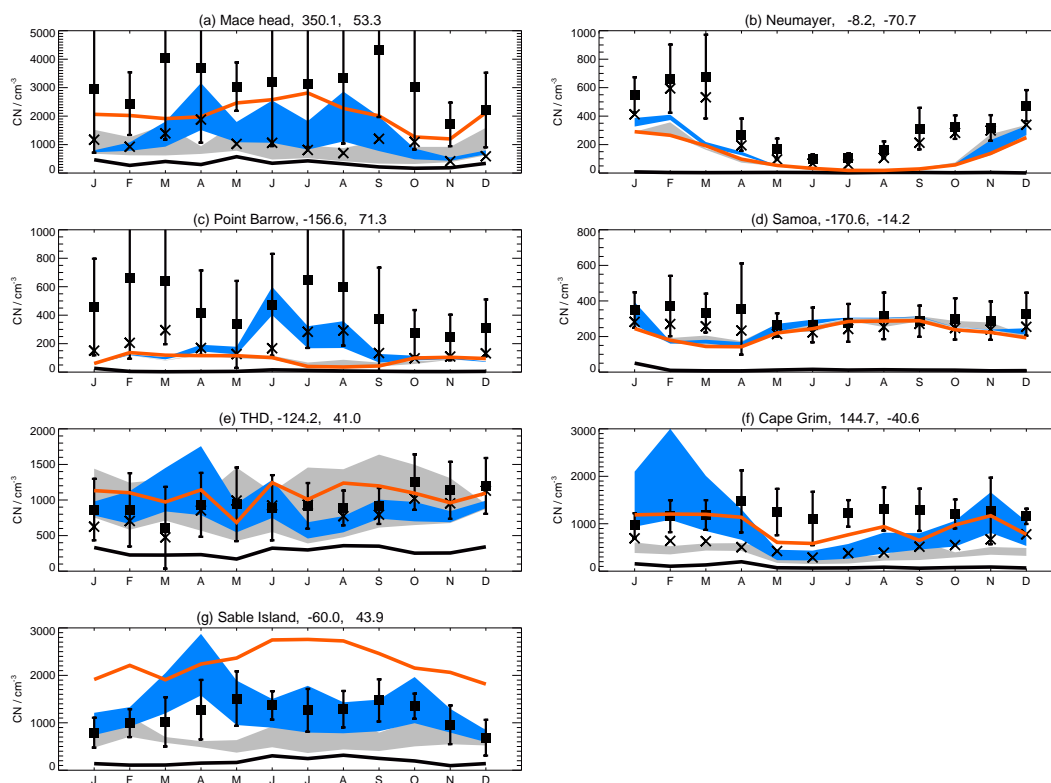 (a) Mace head, 350.1, 53.3
CN / cm-3
5000
4000
3000
2000
1000
0
J F M A M J J A S O N D
(b) Neumayer, -8.2, -70.7
CN / cm-3
1000
800
600
400
200
0
J F M A M J J A S O N D
(c) Point Barrow, -156.6, 71.3
CN / cm-3
1000
800
600
400
200
0
J F M A M J J A S O N D
(d) Samoa, -170.6, -14.2
CN / cm-3
800
600
400
200
0
J F M A M J J A S O N D
(e) THD, -124.2, 41.0
CN / cm-3
2000
1500
1000
500
0
J F M A M J J A S O N D
(f) Cape Grim, 144.7, -40.6
CN / cm-3
3000
2000
1000
0
J F M A M J J A S O N D
(g) Sable Island, -60.0, 43.9
CN / cm-3
3000
2000
1000
0
J F M A M J J A S O N D